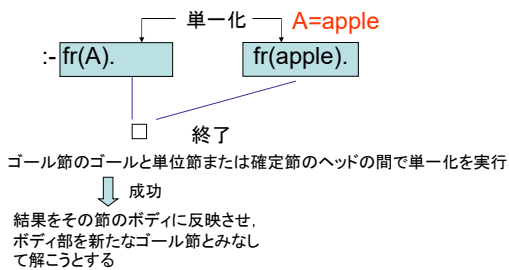 単一化 A=apple
:- fr(A). fr(apple).
□ 終了
ゴール節のゴールと単位節または確定節のヘッドの間で単一化を実行
成功
結果をその節のボディに反映させ,
ボディ部を新たなゴール節とみなし
て解こうとする